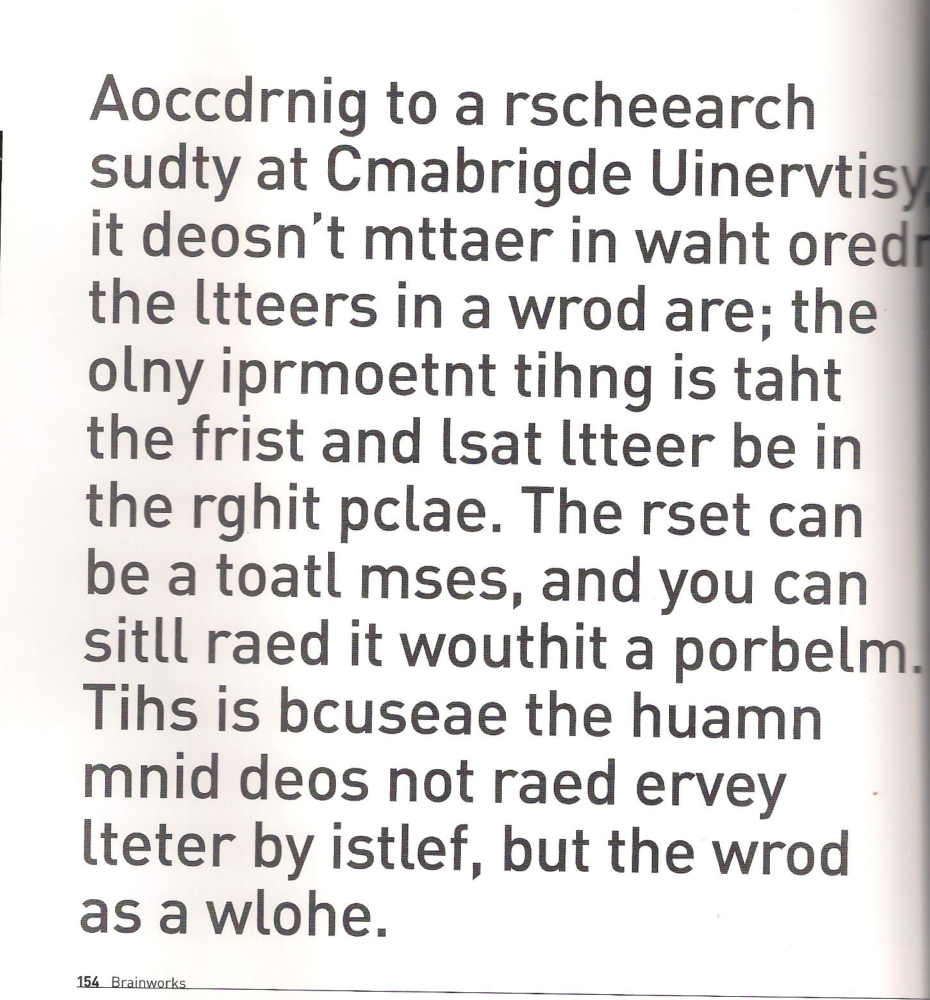 Aoccdrnig to a rscheearch
sudty at Cmabrigde Uinervtisy,
it deosn't mttaer in waht oredr
the ltteers in a wrod are; the
olny iprmoetnt tihng is taht
the frist and lsat ltteer be in
the rghit pclae. The rset can
be a toatl mses, and you can
sitll raed it wouthit a porbelm.
Tihs is bcuseae the huamn
mnid deos not raed ervey
lteter by istlef, but the wrod
as a wlohe.
154 Brainworks